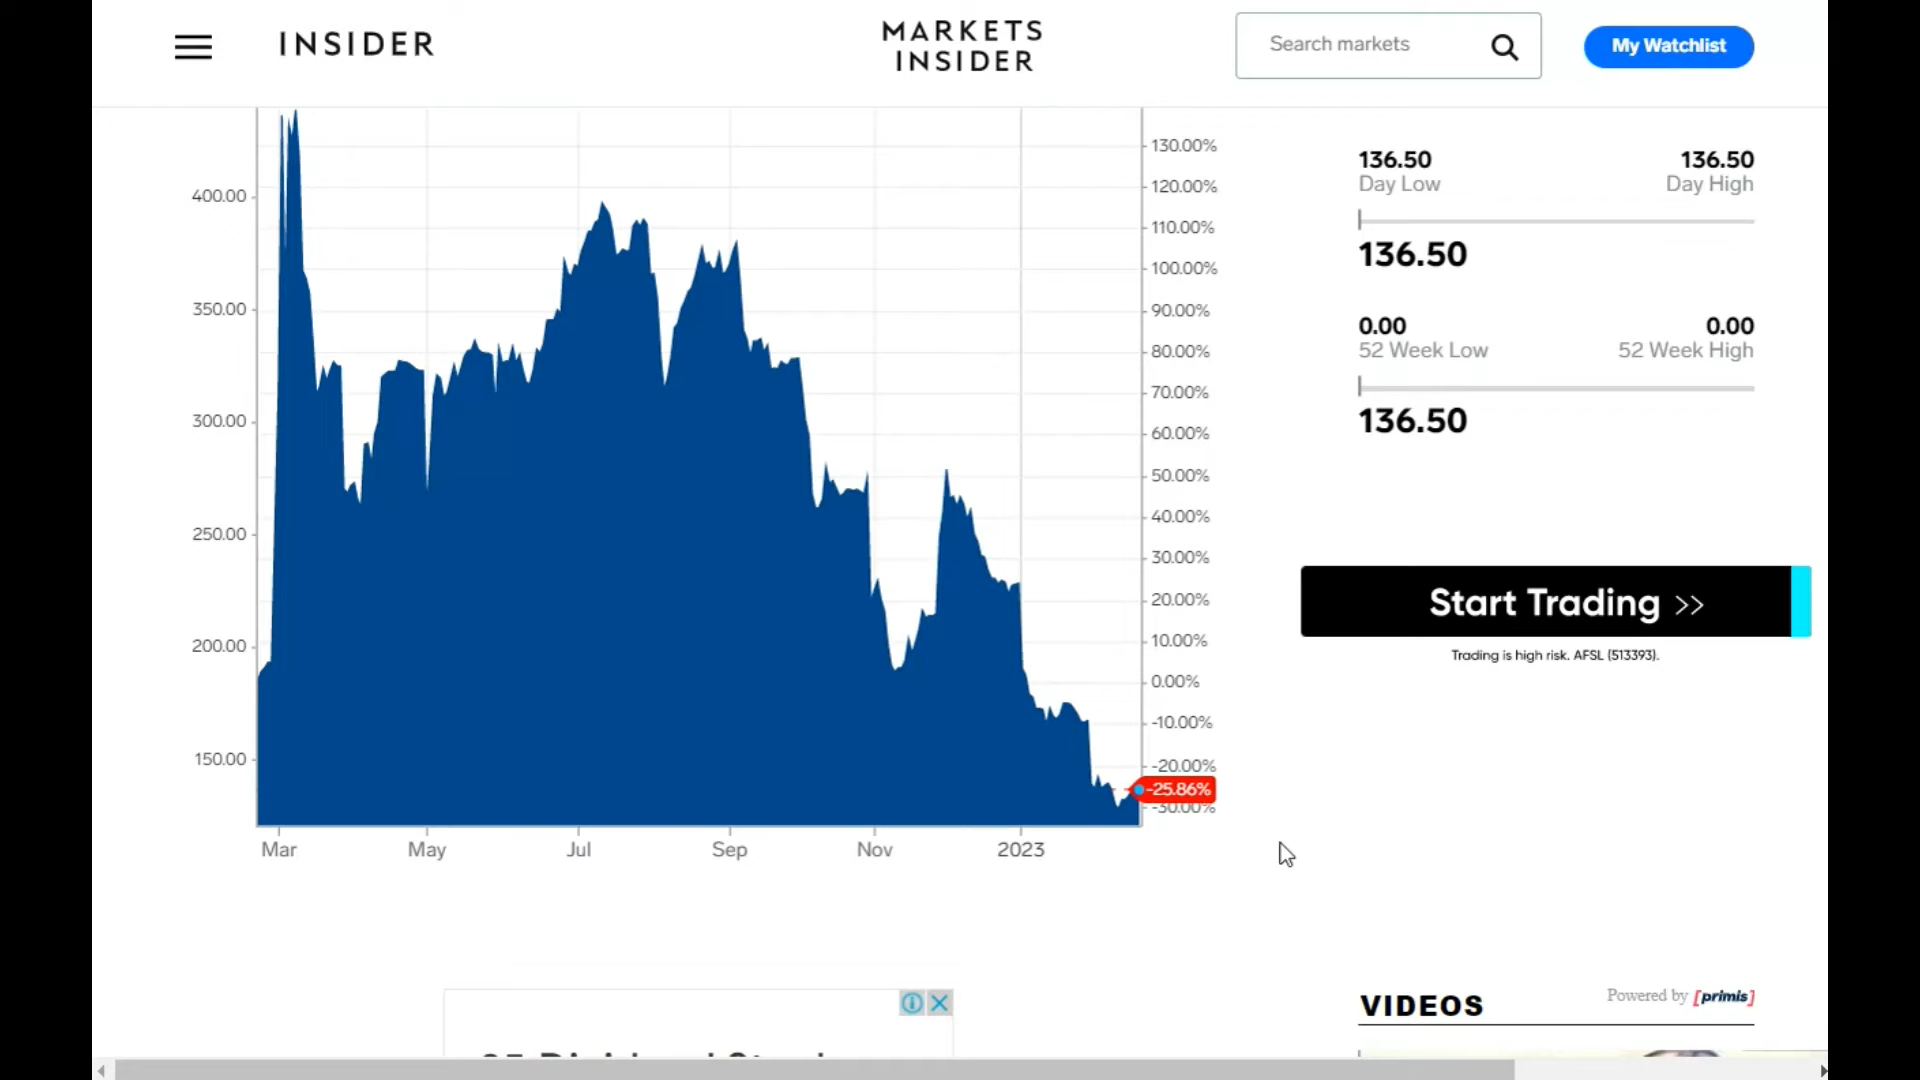 INSIDER
MARKETS
INSIDER
Search markets
My Watchlist
400.00
350.00
300.00
250.00
200.00
150.00
130.00%
120.00%
110.00%
100.00%
90.00%
80.00%
70.00%
60.00%
50.00%
40.00%
30.00%
20.00%
10.00%
0.00%
-10.00%
-20.00%
-25.86%
-30.00%
Mar May Jul Sep Nov 2023
136.50 136.50
Day Low Day High
136.50
0.00 0.00
52 Week Low 52 Week High
136.50
Start Trading >>
Trading is high risk. AFSL (513393).
VIDEOS
Powered by [primis]